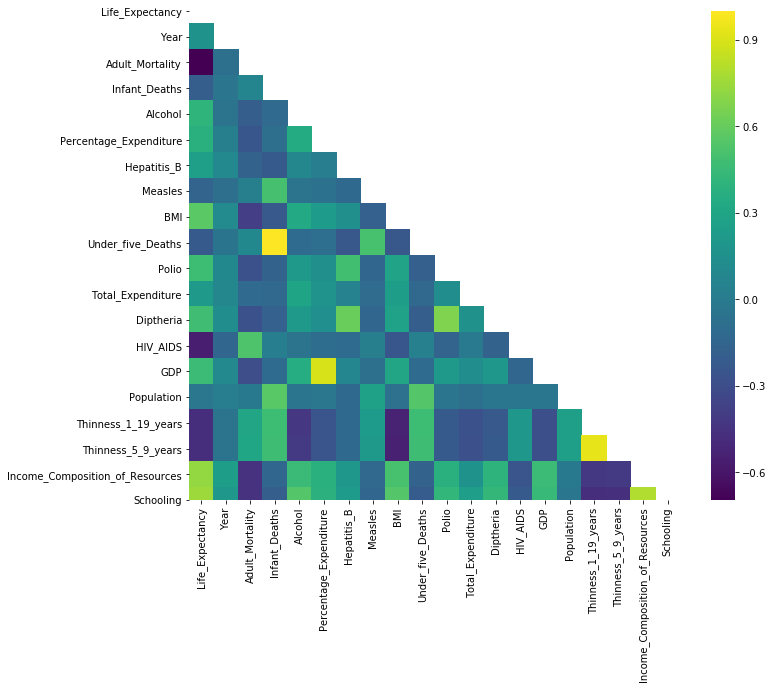 Life_Expectancy
Year
Adult_Mortality
Infant_Deaths
Alcohol
Percentage_Expenditure
Hepatitis_B
Measles
BMI
Under_five_Deaths
Polio
Total_Expenditure
Diptheria
HIV_AIDS
GDP
Population
Thinness_1_19_years
Thinness_5_9_years
Income_Composition_of_Resources
Schooling
Life_Expectancy
Year
Adult_Mortality
Infant_Deaths
Alcohol
Percentage_Expenditure
Hepatitis_B
Measles
BMI
Under_five_Deaths
Polio
Total_Expenditure
Diptheria
HIV_AIDS
GDP
Population
Thinness_1_19_years
Thinness_5_9_years
Income_Composition_of_Resources
Schooling
0.9
0.6
0.3
0.0
−0.3
−0.6